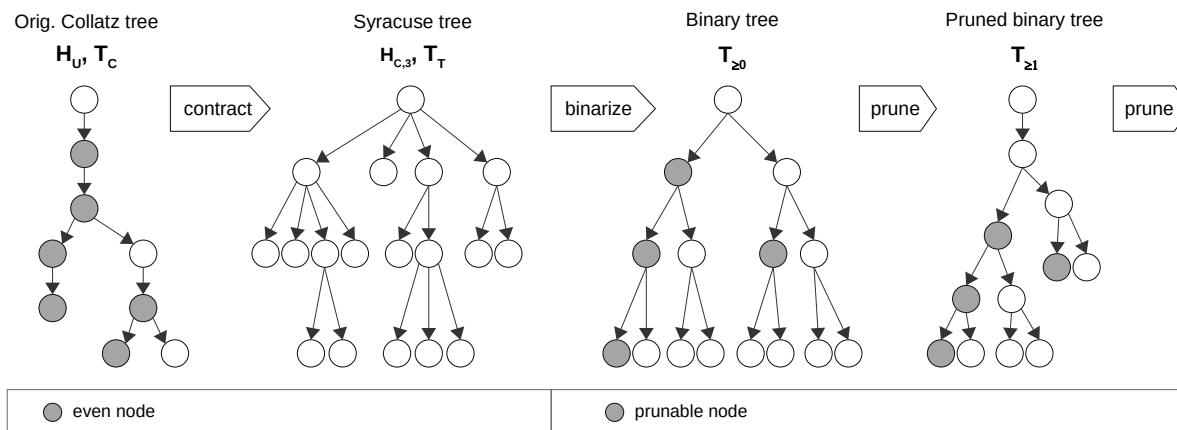 Orig. Collatz tree
Syracuse tree
Binary tree
Pruned binary tree
H_U, T_C
H_C,3, T_T
T_≥0
T_≥1
contract
binarize
prune
prune
even node
prunable node